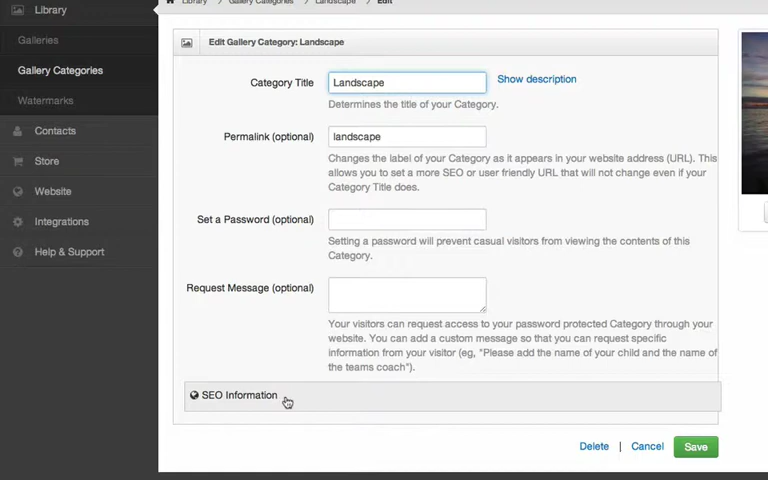 Library
Library Gallery Categories Landscape Edit
Galleries
Gallery Categories
Watermarks
Contacts
Store
Website
Integrations
Help & Support
Edit Gallery Category: Landscape
Category Title Landscape Show description
Determines the title of your Category.
Permalink (optional) landscape
Changes the label of your Category as it appears in your website address (URL). This
allows you to set a more SEO or user friendly URL that will not change even if your
Category Title does.
Set a Password (optional)
Setting a password will prevent casual visitors from viewing the contents of this
Category.
Request Message (optional)
Your visitors can request access to your password protected Category through your
website. You can add a custom message so that you can request specific
information from your visitor (eg, "Please add the name of your child and the name of
the teams coach").
SEO Information
Delete | Cancel Save